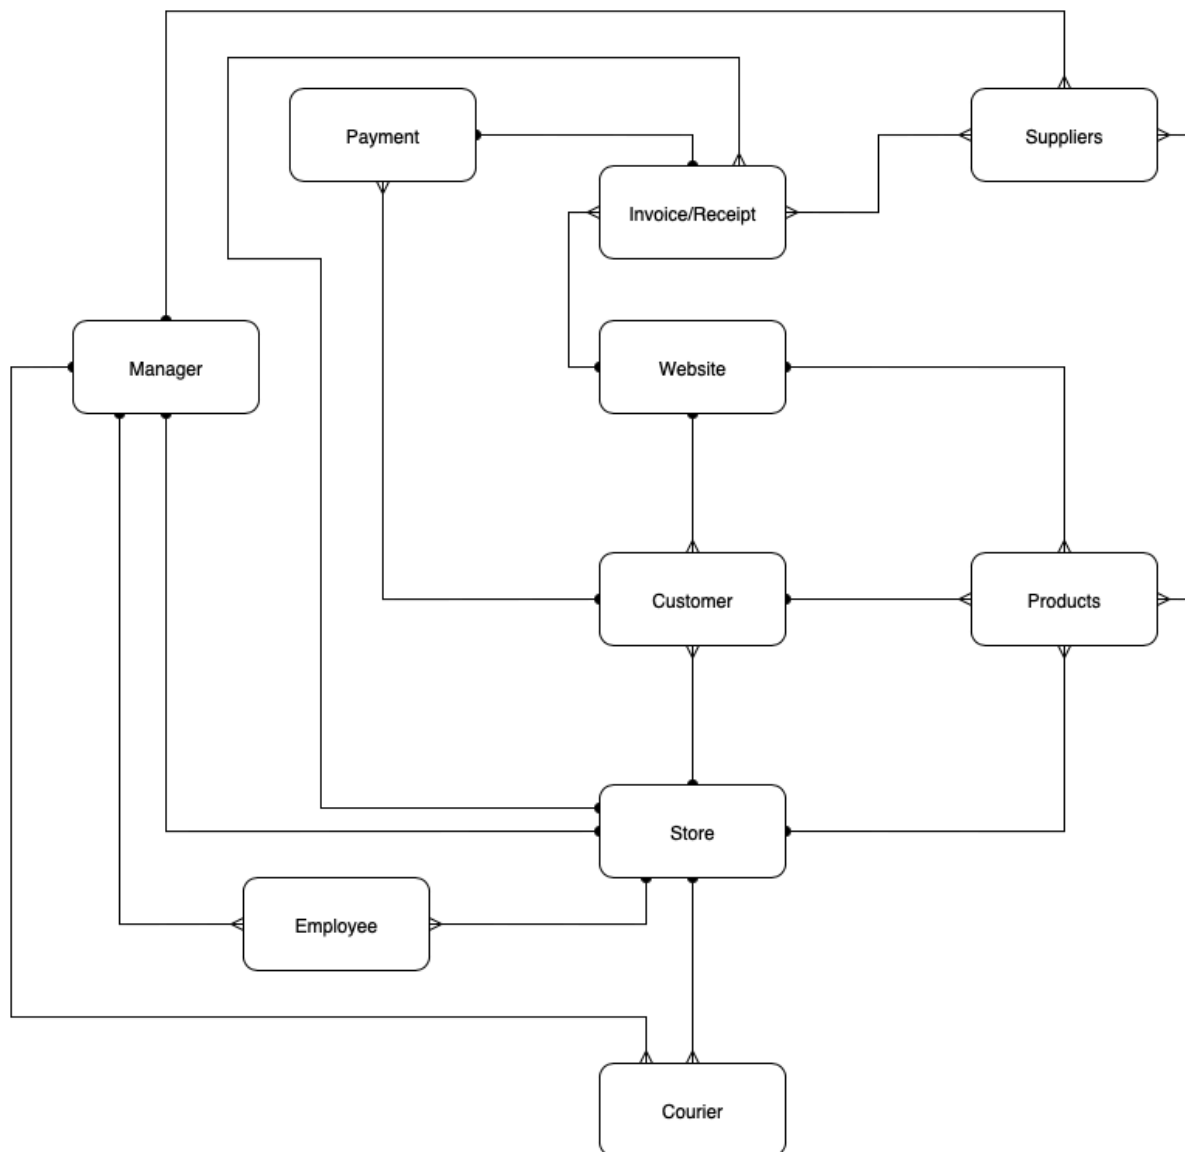 Payment
Suppliers
Invoice/Receipt
Manager
Website
Customer
Products
Store
Employee
Courier